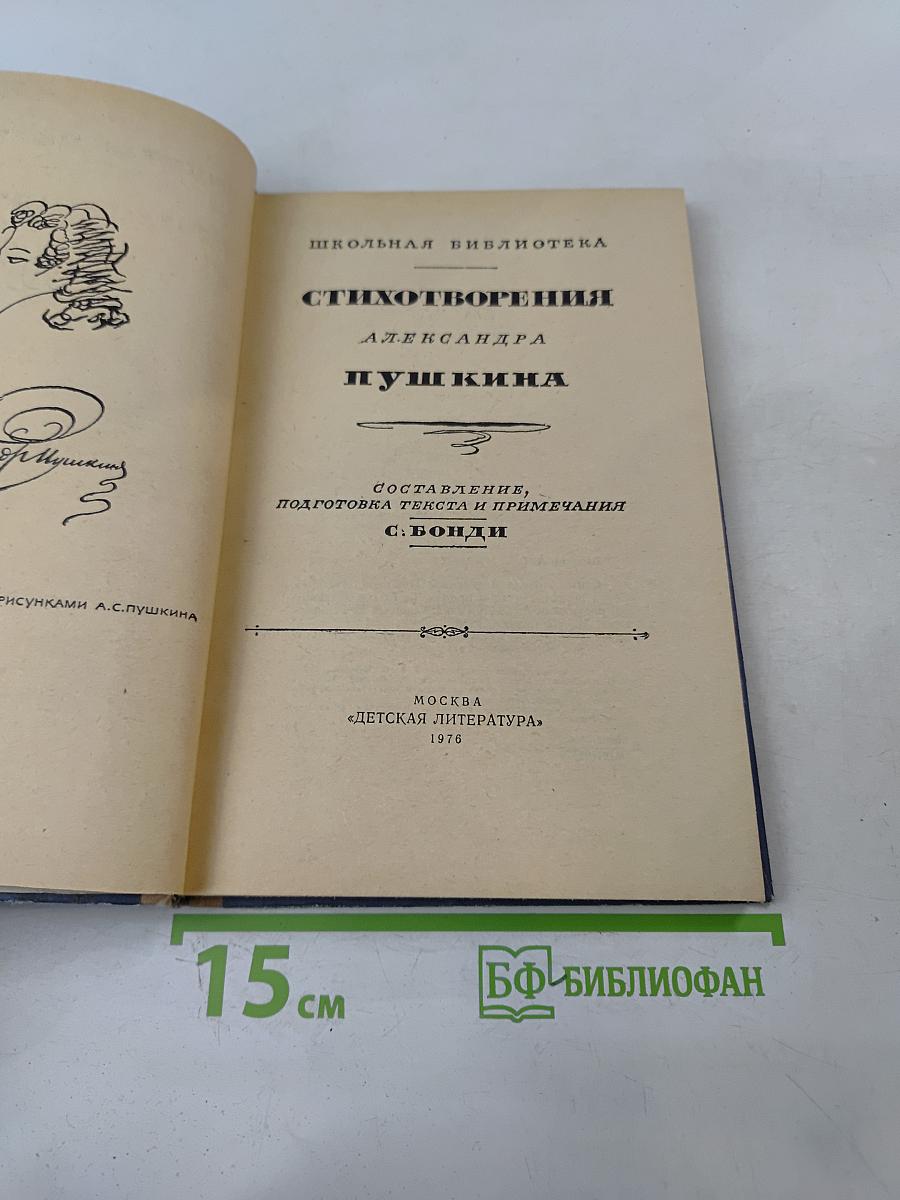 Пушкина
РИСУНКАМИ А.С.ПУШКИНА
ШКОЛЬНАЯ БИБЛИОТЕКА
СТИХОТВОРЕНИЯ
АЛЕКСАНДРА
ПУШКИНА
СОСТАВЛЕНИЕ,
ПОДГОТОВКА ТЕКСТА И ПРИМЕЧАНИЯ
С. БОНДИ
МОСКВА
«ДЕТСКАЯ ЛИТЕРАТУРА»
1976
15 см
БФ БИБЛИОФАН